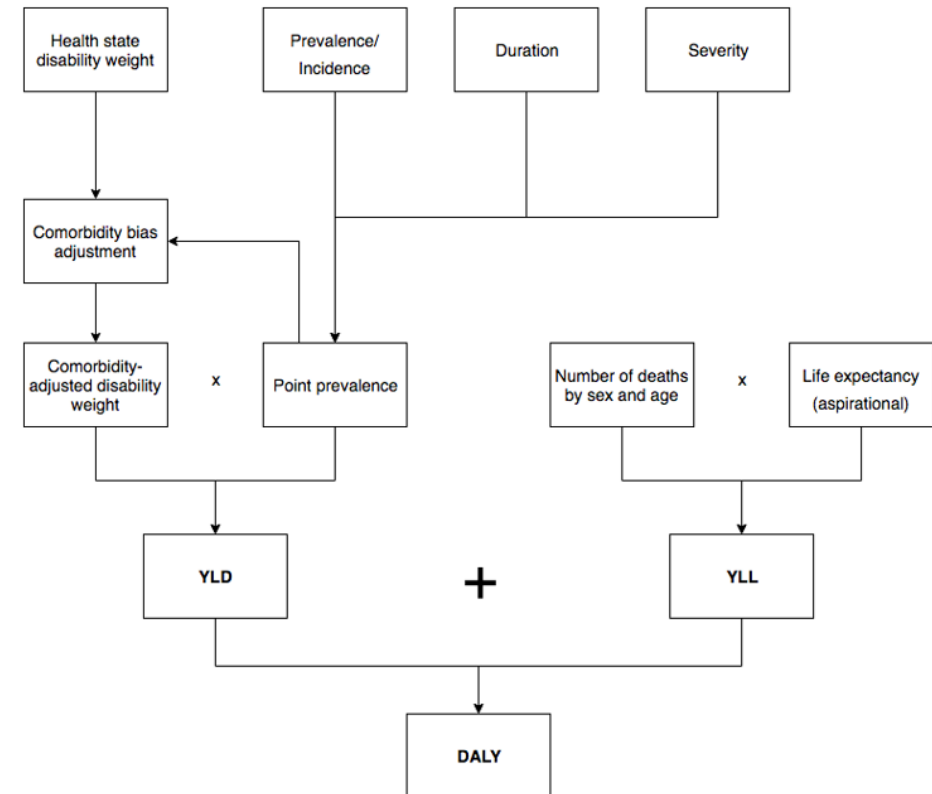 Health state
disability weight
Prevalence/
Incidence
Duration
Severity
Comorbidity bias
adjustment
Comorbidity-
adjusted disability
weight
x
Point prevalence
Number of deaths
by sex and age
x
Life expectancy
(aspirational)
YLD
+
YLL
DALY